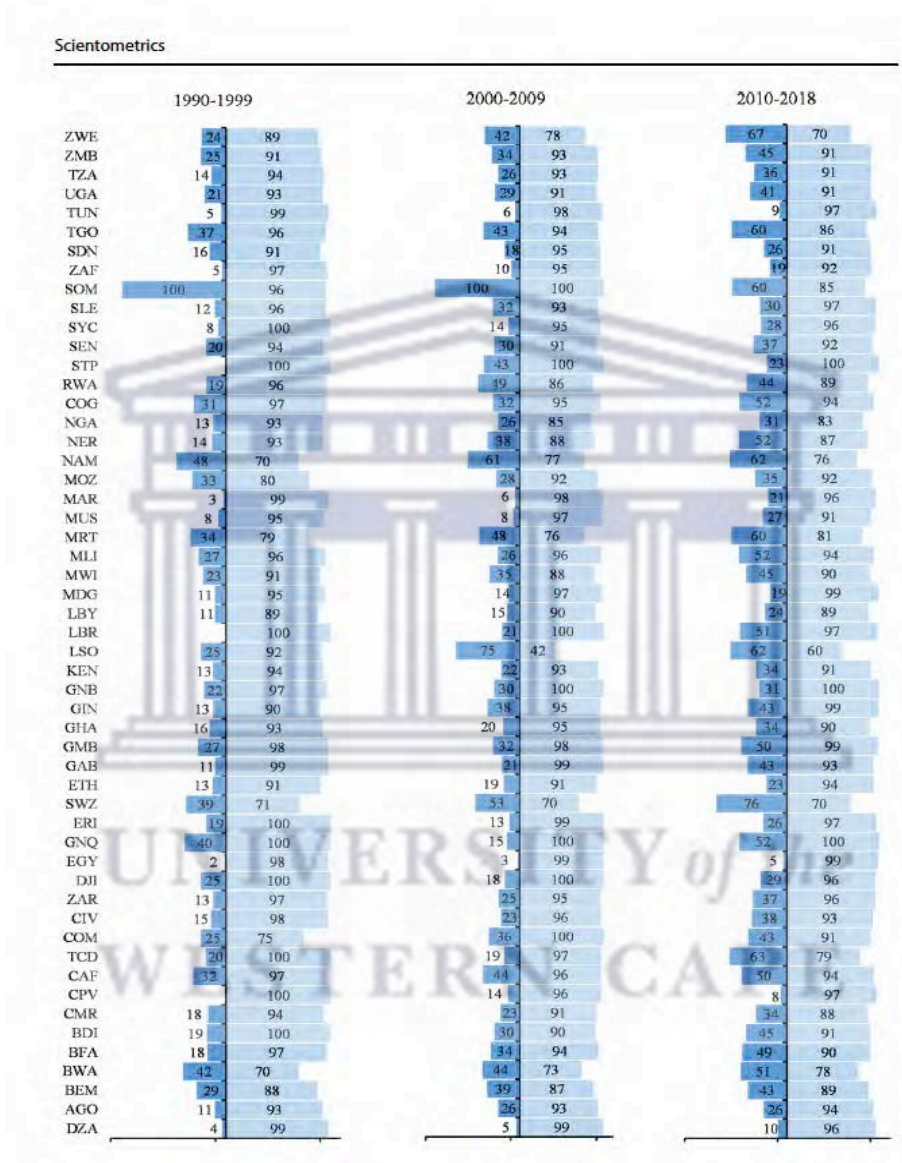 Scientometrics
1990-1999 2000-2009 2010-2018
ZWE 24 89 42 78 67 70
ZMB 25 91 34 93 45 91
TZA 14 94 26 93 36 91
UGA 21 93 29 91 41 91
TUN 5 99 6 98 9 97
TGO 37 96 43 94 60 86
SDN 16 91 18 95 26 91
ZAF 5 97 10 95 19 92
SOM 100 96 100 100 60 85
SLE 12 96 32 93 30 97
SYC 8 100 14 95 28 96
SEN 20 94 30 91 37 92
STP 100 43 100 23 100
RWA 19 96 49 86 44 89
COG 31 97 32 95 52 94
NGA 13 93 26 85 31 83
NER 14 93 38 88 52 87
NAM 48 70 61 77 62 76
MOZ 33 80 28 92 35 92
MAR 3 99 6 98 21 96
MUS 8 95 8 97 27 91
MRT 34 79 48 76 60 81
MLI 27 96 26 96 52 94
MWI 23 91 35 88 45 90
MDG 11 95 14 97 19 99
LBY 11 89 15 90 89
LBR 100 21 100 51 97
LSO 25 92 75 42 62 60
KEN 13 94 22 93 34 91
GNB 22 97 30 100 31 100
GIN 13 90 38 95 43 99
GHA 16 93 20 95 34 90
GMB 27 98 32 98 50 99
GAB 11 99 21 99 43 93
ETH 13 91 19 91 23 94
SWZ 39 71 53 70 76 70
ERI 19 100 13 99 26 97
GNQ 40 100 15 100 52 100
EGY 2 98 3 99 5 99
DJI 25 100 18 100 29 96
ZAR 13 97 25 95 37 96
CIV 15 98 23 96 38 93
COM 25 75 36 100 43 91
TCD 20 100 19 97 63 79
CAF 32 97 44 96 50 94
CPV 100 14 96 8 97
CMR 18 94 23 91 34 88
BDI 19 100 30 90 45 91
BFA 18 97 34 94 49 90
BWA 42 70 44 73 51 78
BEM 29 88 39 87 43 89
AGO 11 93 26 93 26 94
DZA 4 99 5 99 10 96
UNIVERSITY of the
WESTERN CAPE